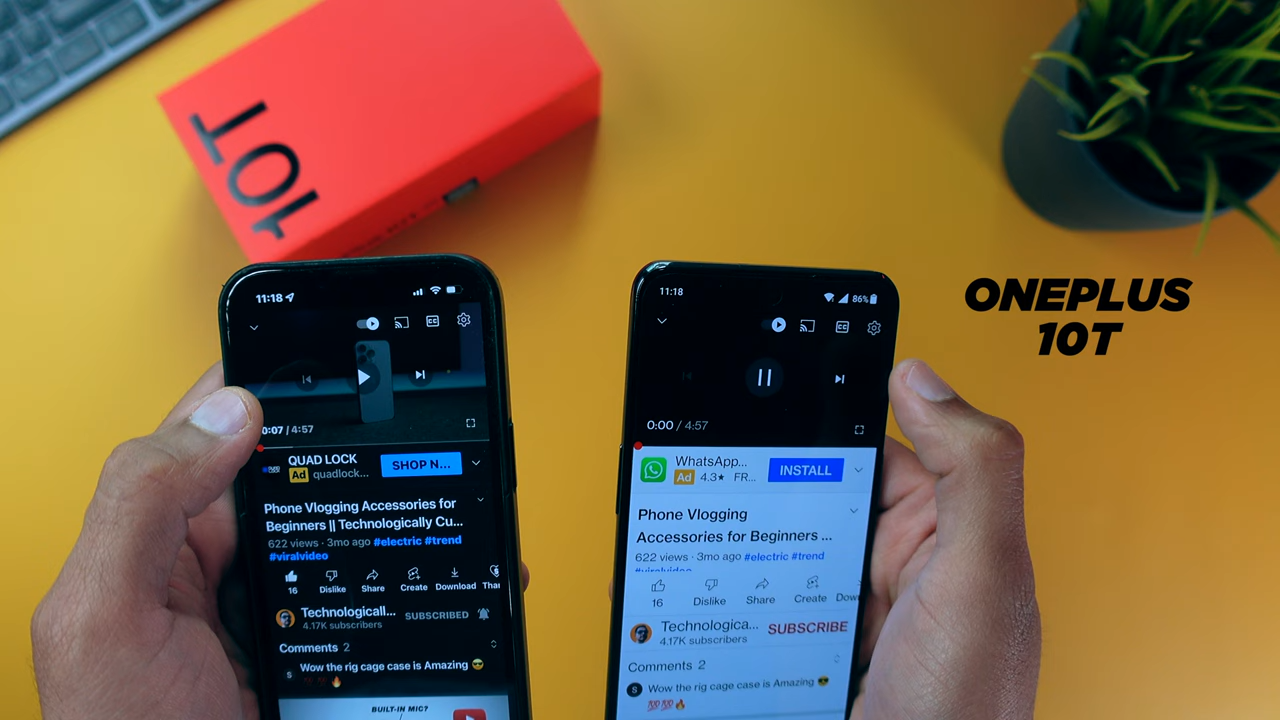 10T
ONEPLUS
10T
11:18
0:07 / 4:57
QUAD LOCK
Ad quadlock...
SHOP N...
Phone Vlogging Accessories for
Beginners || Technologically Cu...
622 views · 3mo ago #electric #trend
#viralvideo
16
Dislike
Share
Create
Download
Technologicall...
4.17K subscribers
SUBSCRIBED
Comments 2
S
Wow the rig cage case is Amazing 😎
💯💯🔥
BUILT-IN MIC?
11:18
86%
CC
0:00 / 4:57
WhatsApp...
Ad 4.3★ FR...
INSTALL
Phone Vlogging
Accessories for Beginners ...
622 views · 3mo ago #electric #trend
#viralvideo
16
Dislike
Share
Create
Technologica...
4.17K subscribers
SUBSCRIBE
Comments 2
S
Wow the rig cage case is Amazing 😎
💯💯🔥